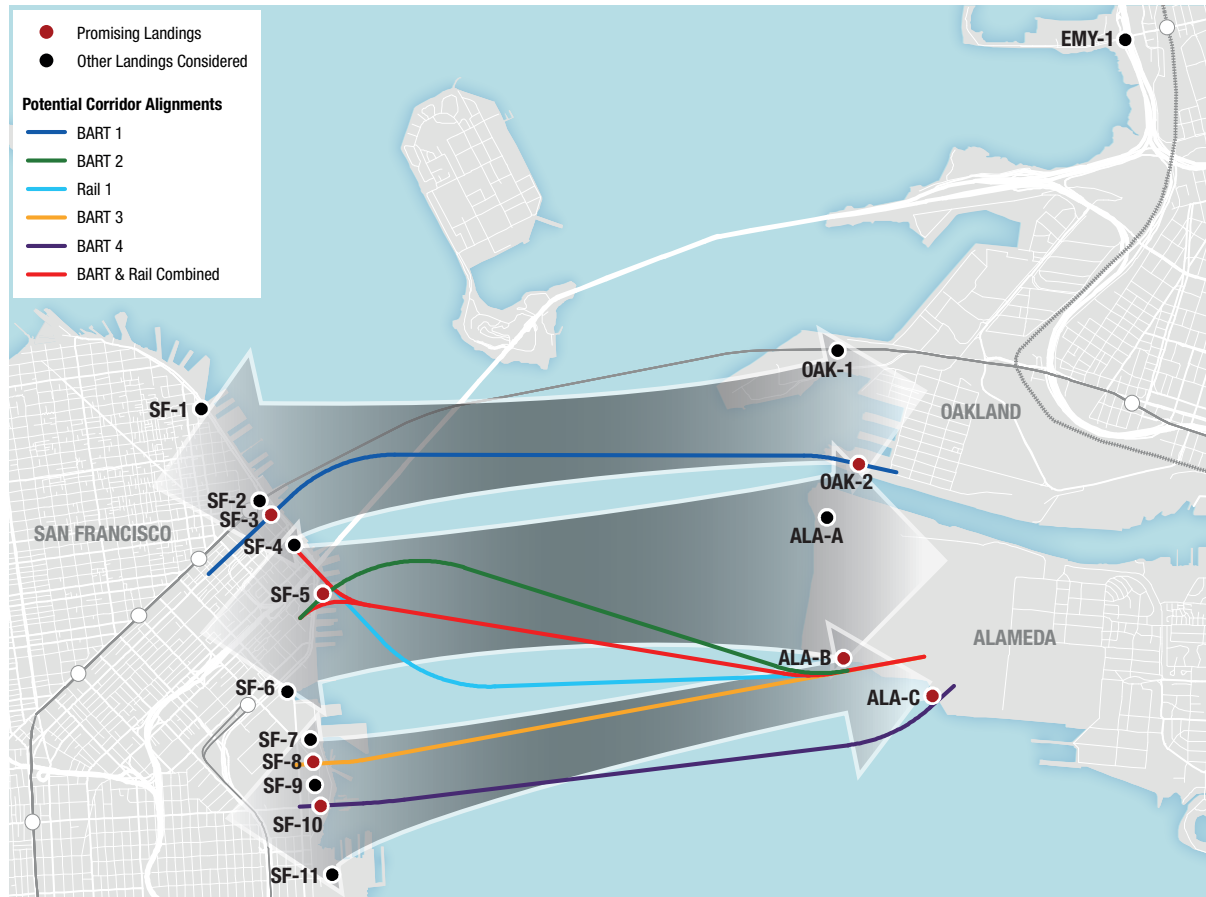 Promising Landings
Other Landings Considered
Potential Corridor Alignments
BART 1
BART 2
Rail 1
BART 3
BART 4
BART & Rail Combined
EMY-1
OAK-1
SF-1
OAKLAND
OAK-2
SF-2
SF-3
SAN FRANCISCO
ALA-A
SF-4
SF-5
ALAMEDA
ALA-B
SF-6
ALA-C
SF-7
SF-8
SF-9
SF-10
SF-11